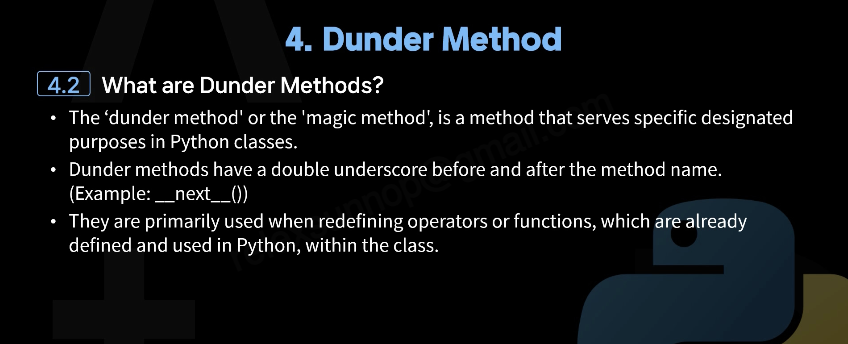 4. Dunder Method
4.2 What are Dunder Methods?
• The ‘dunder method' or the 'magic method', is a method that serves specific designated
purposes in Python classes.
• Dunder methods have a double underscore before and after the method name.
(Example: __next__())
• They are primarily used when redefining operators or functions, which are already
defined and used in Python, within the class.